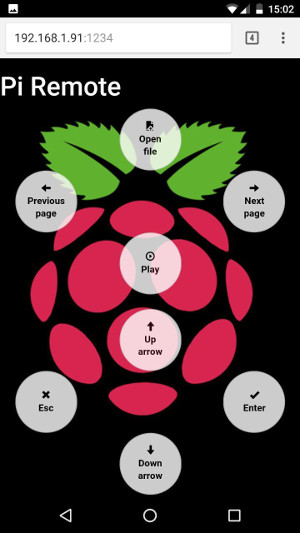 15:02
192.168.1.91:1234
4
Pi Remote
Open
file
Previous
page
Next
page
Play
Up
arrow
Esc
Enter
Down
arrow